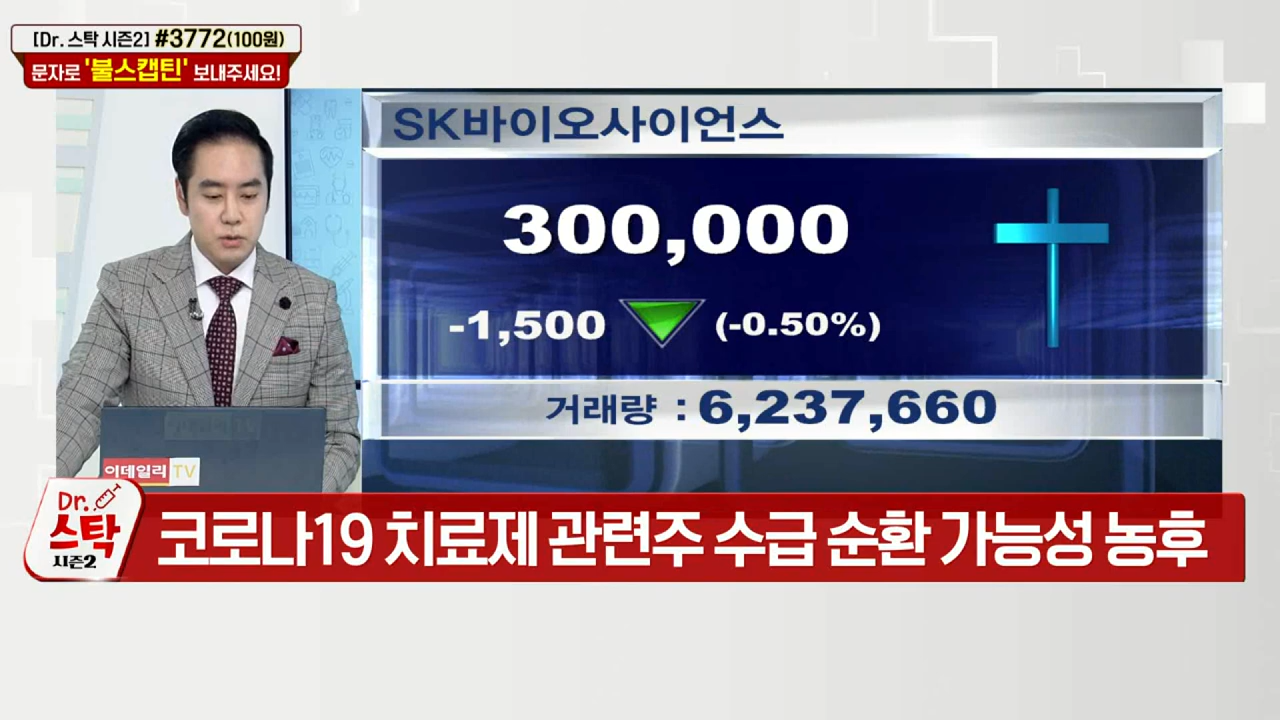 [Dr. 스탁 시즌2] #3772(100원)
문자로 '불스캡틴' 보내주세요!
SK바이오사이언스
300,000
-1,500 (-0.50%)
거래량 : 6,237,660
이데일리 TV
Dr.
스탁
시즌2
코로나19 치료제 관련주 수급 순환 가능성 농후